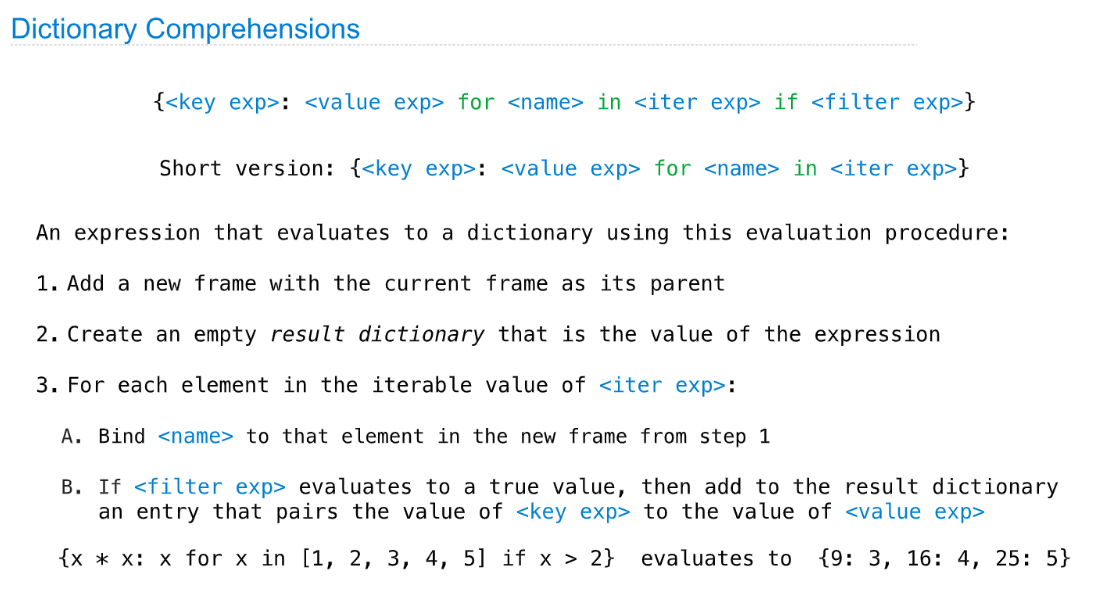 Dictionary Comprehensions
{<key exp>: <value exp> for <name> in <iter exp> if <filter exp>}
Short version: {<key exp>: <value exp> for <name> in <iter exp>}
An expression that evaluates to a dictionary using this evaluation procedure:
1. Add a new frame with the current frame as its parent
2. Create an empty result dictionary that is the value of the expression
3. For each element in the iterable value of <iter exp>:
A. Bind <name> to that element in the new frame from step 1
B. If <filter exp> evaluates to a true value, then add to the result dictionary
an entry that pairs the value of <key exp> to the value of <value exp>
{x * x: x for x in [1, 2, 3, 4, 5] if x > 2} evaluates to {9: 3, 16: 4, 25: 5}